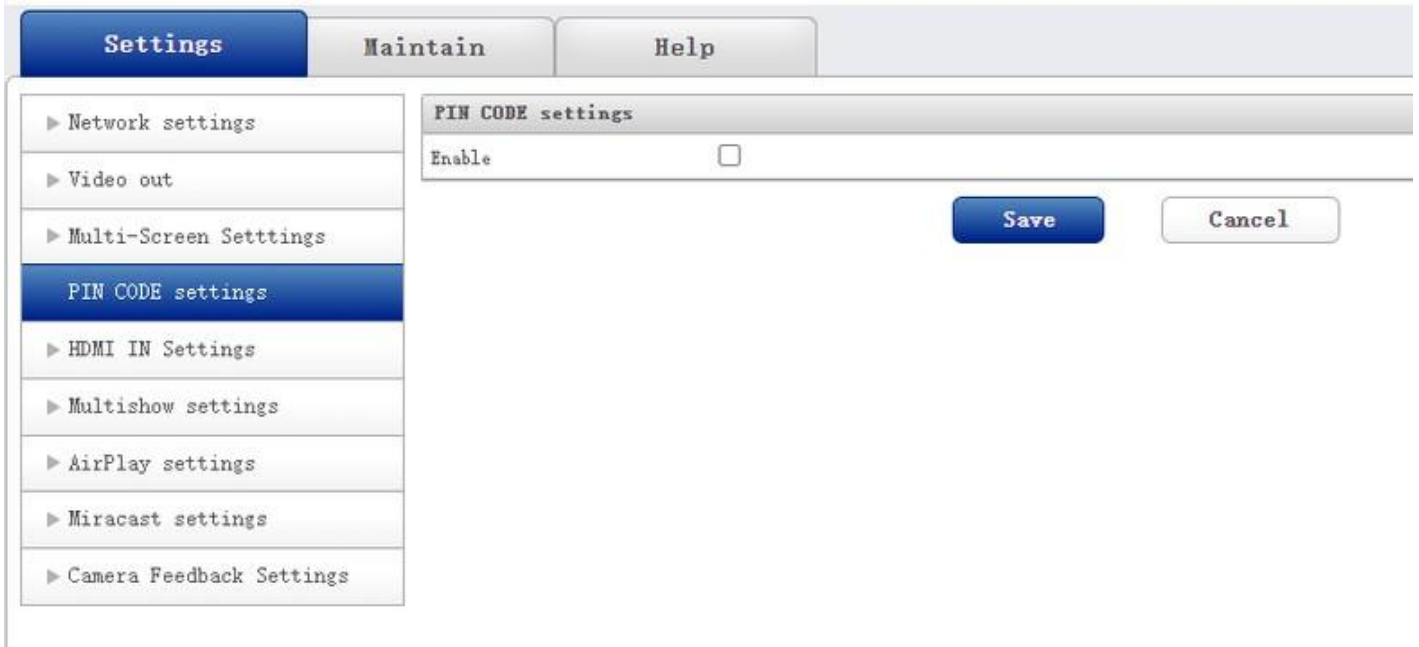 Settings
Maintain
Help
Network settings
Video out
Multi-Screen Setttings
PIN CODE settings
HDMI IN Settings
Multishow settings
AirPlay settings
Miracast settings
Camera Feedback Settings
PIN CODE settings
Enable
Save
Cancel